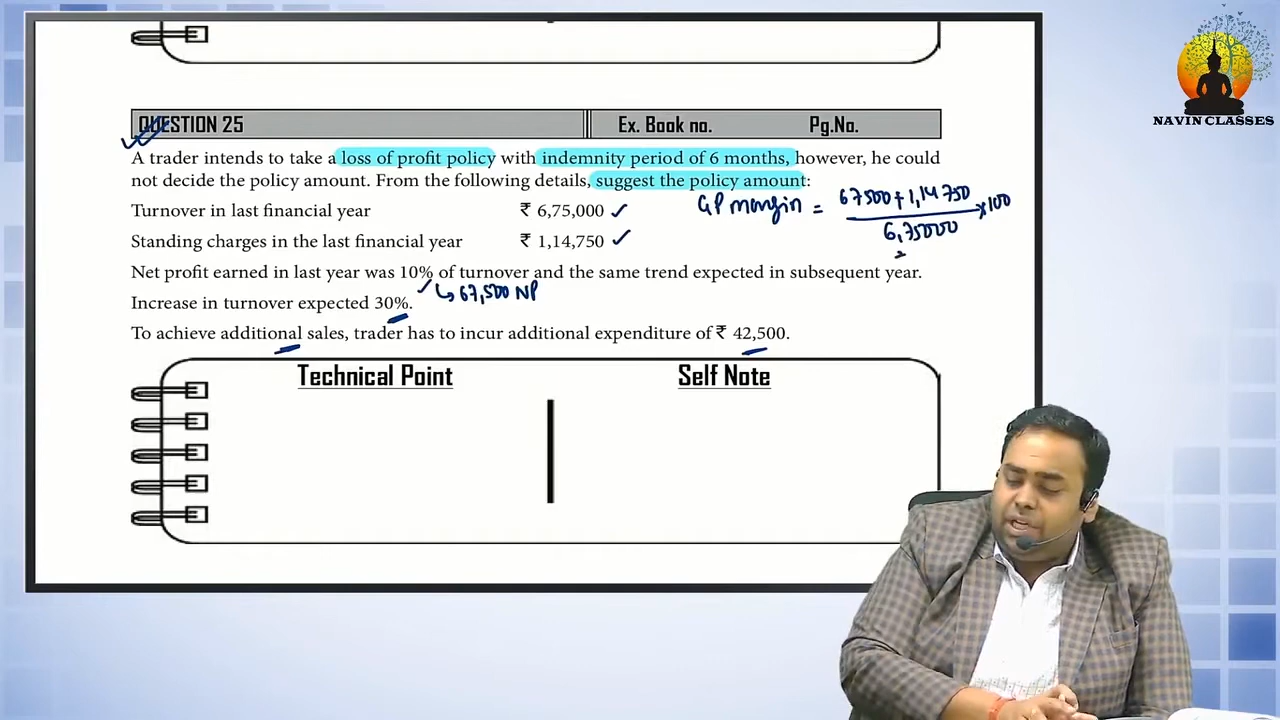 NAVIN CLASSES
QUESTION 25 Ex. Book no. Pg.No.
A trader intends to take a loss of profit policy with indemnity period of 6 months, however, he could
not decide the policy amount. From the following details, suggest the policy amount:
Turnover in last financial year ₹ 6,75,000
Standing charges in the last financial year ₹ 1,14,750
GP margin = 67500+1,14750 ×100
6,75000
Net profit earned in last year was 10% of turnover and the same trend expected in subsequent year.
67,500 NP
Increase in turnover expected 30%.
To achieve additional sales, trader has to incur additional expenditure of ₹ 42,500.
Technical Point Self Note